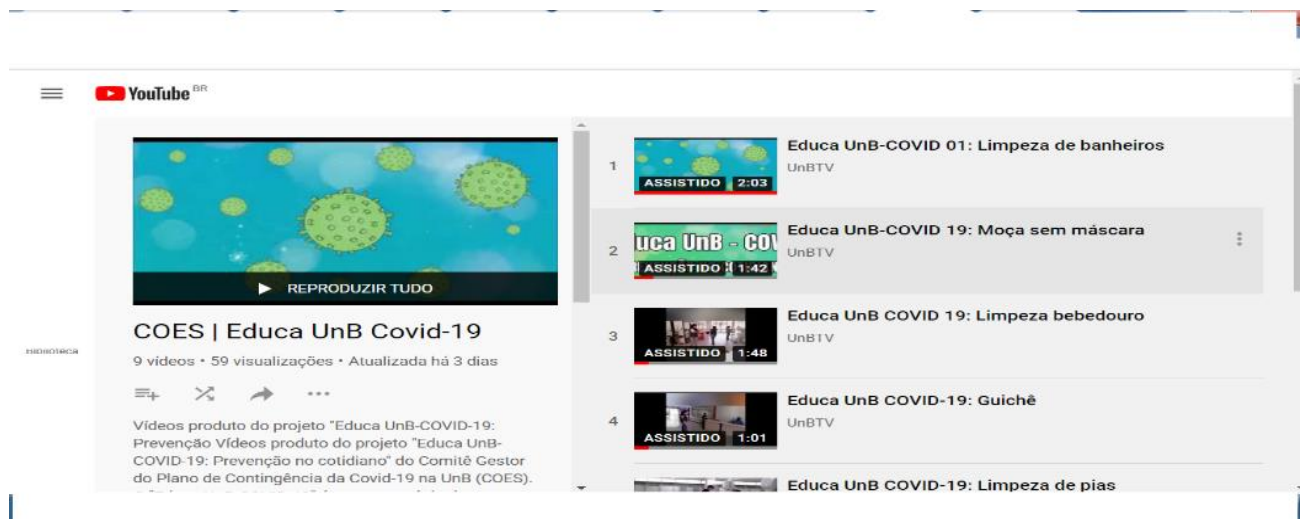 YouTube BR
REPRODUZIR TUDO
COES | Educa UnB Covid-19
9 vídeos • 59 visualizações • Atualizada há 3 dias
Vídeos produto do projeto "Educa UnB-COVID-19:
Prevenção Vídeos produto do projeto "Educa UnB-
COVID-19: Prevenção no cotidiano" do Comitê Gestor
do Plano de Contingência da Covid-19 na UnB (COES).
1
Educa UnB-COVID 01: Limpeza de banheiros
UnBTV
ASSISTIDO 2:03
2
Educa UnB-COVID 19: Moça sem máscara
UnBTV
uca UnB - COV
ASSISTIDO 1:42
3
Educa UnB COVID 19: Limpeza bebedouro
UnBTV
ASSISTIDO 1:48
4
Educa UnB COVID-19: Guichê
UnBTV
ASSISTIDO 1:01
Educa UnB COVID-19: Limpeza de pias